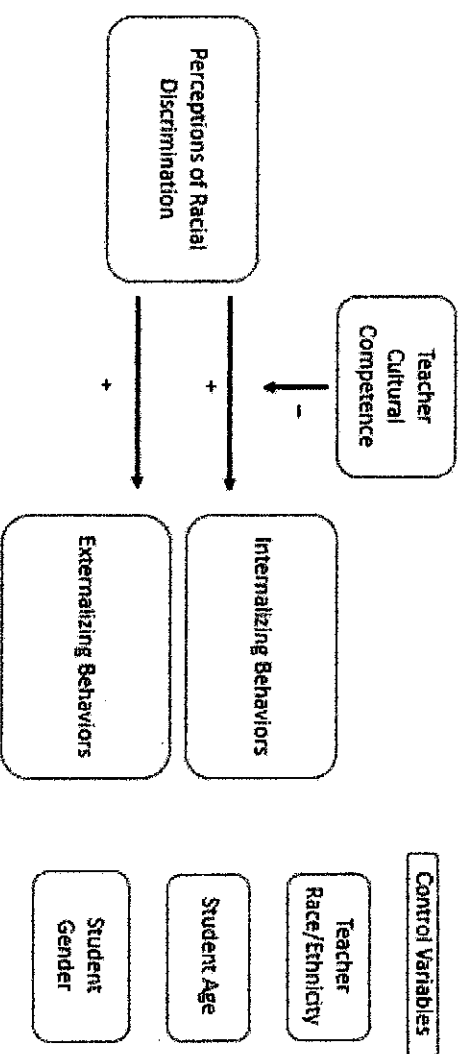 Teacher
Cultural
Competence
−
Perceptions of Racial
Discrimination
+
+
Internalizing Behaviors
Externalizing Behaviors
Control Variables
Teacher
Race/Ethnicity
Student Age
Student
Gender